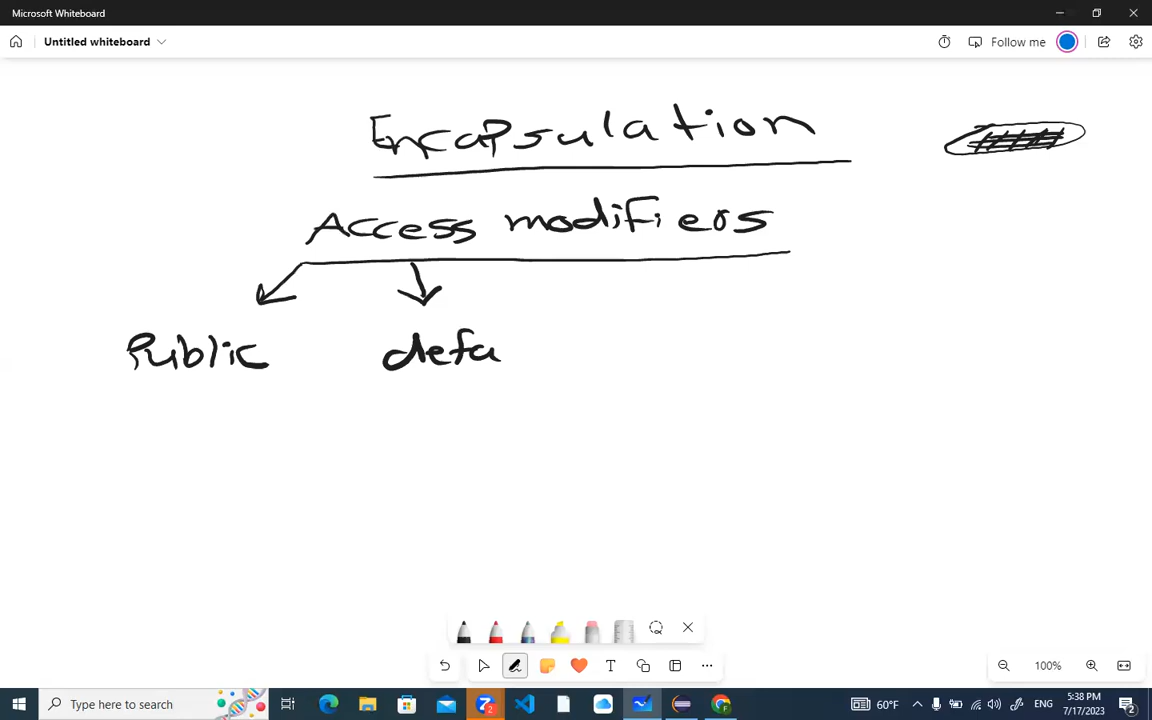 Microsoft Whiteboard
Untitled whiteboard
Follow me
Encapsulation
Access modifiers
Public defa
100%
Type here to search
60°F
ENG
5:38 PM
7/17/2023
2